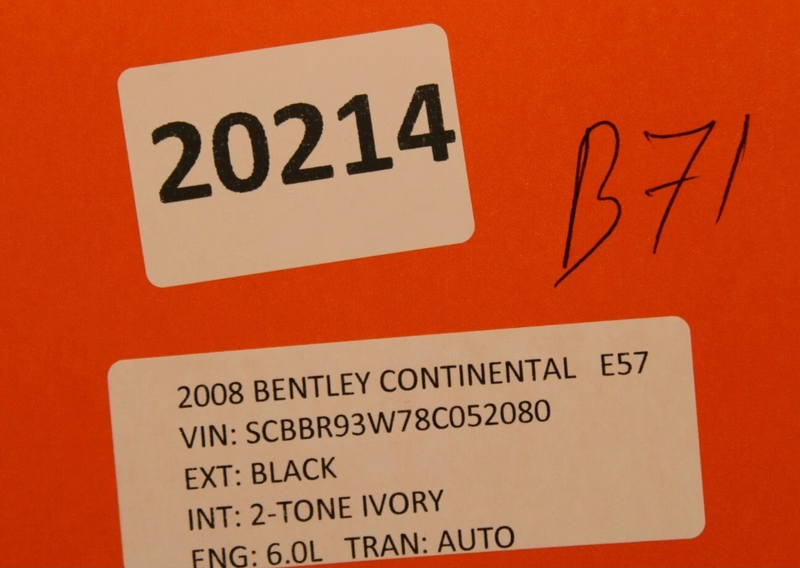 20214
B71
2008 BENTLEY CONTINENTAL E57
VIN: SCBBR93W78C052080
EXT: BLACK
INT: 2-TONE IVORY
ENG: 6.0L TRAN: AUTO